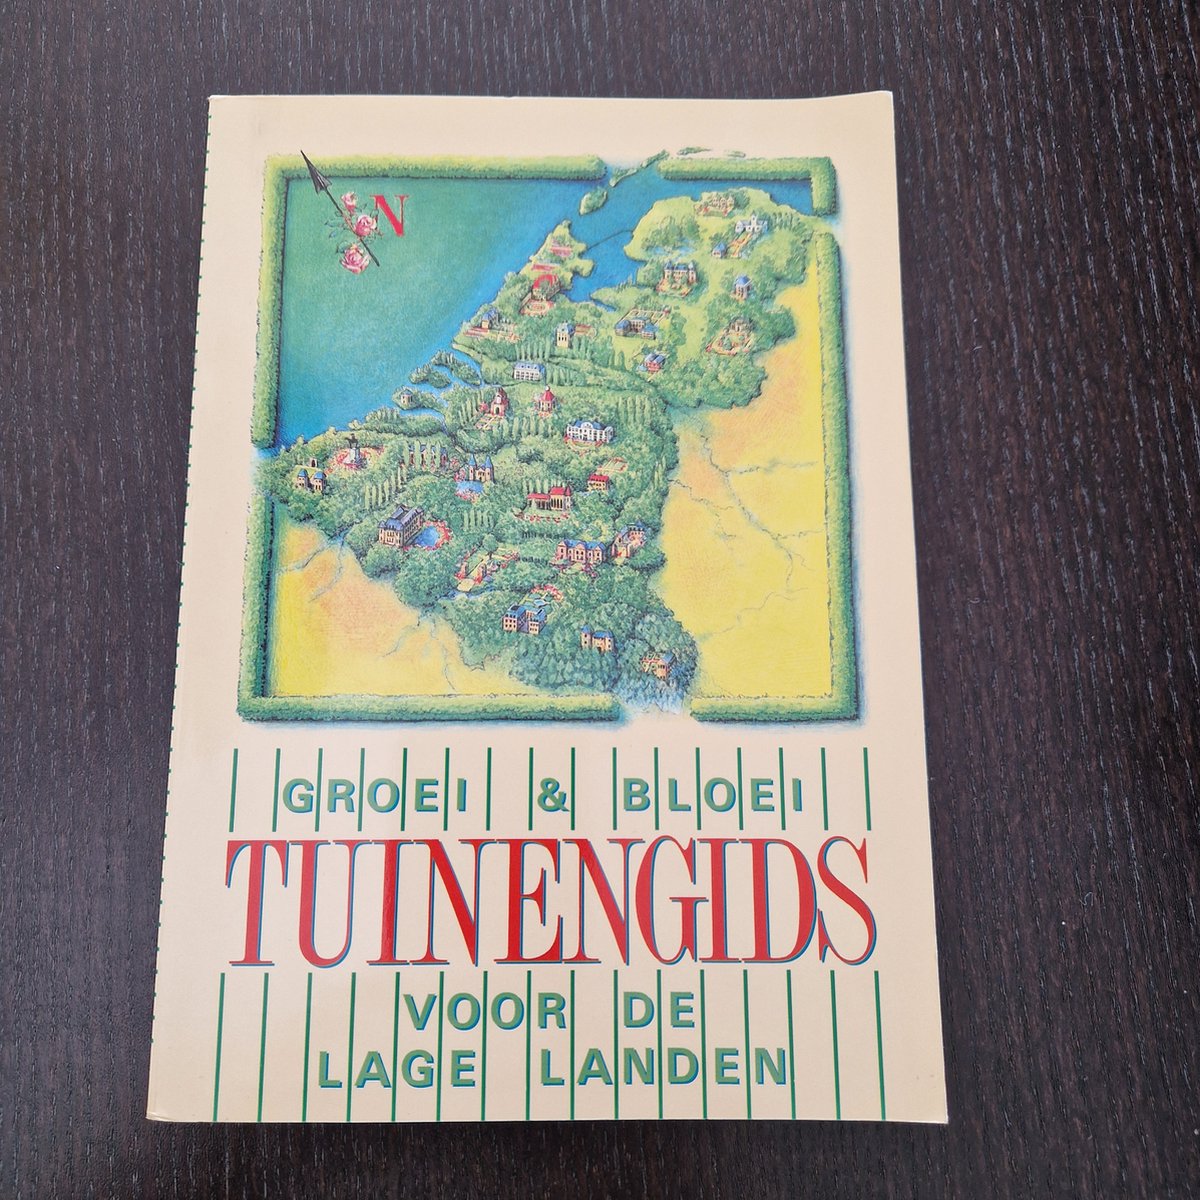 N
GROEI & BLOEI
TUINENGIDS
VOOR DE
LAGE LANDEN